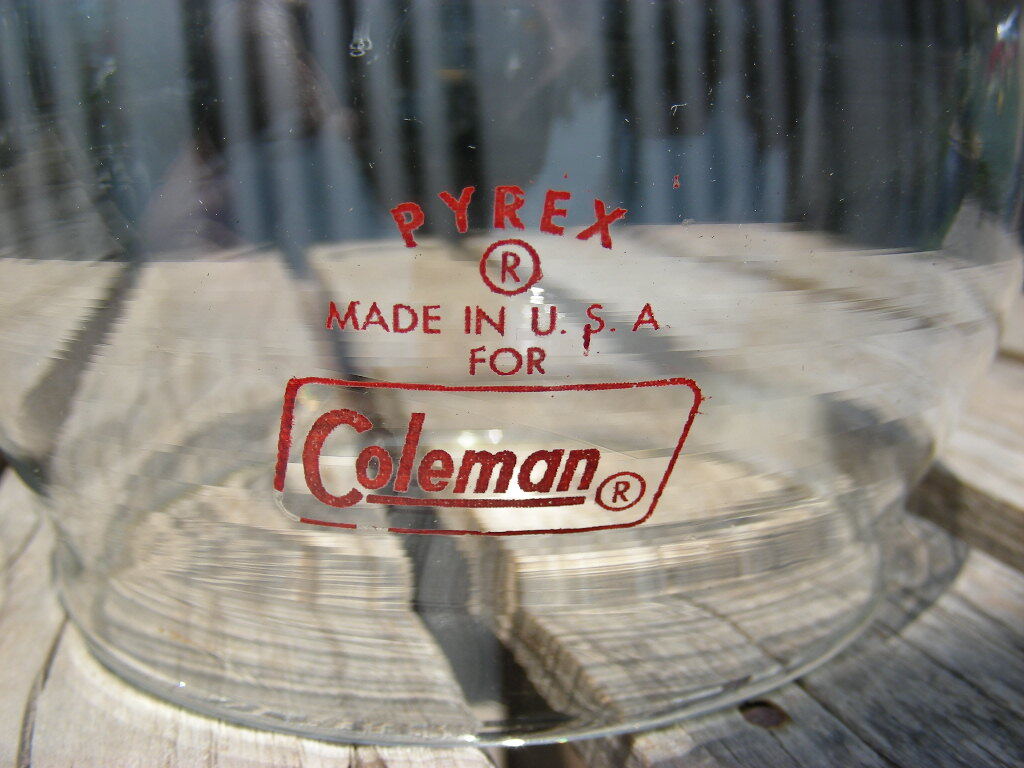 PYREX
®
MADE IN U. S. A
FOR
Coleman®